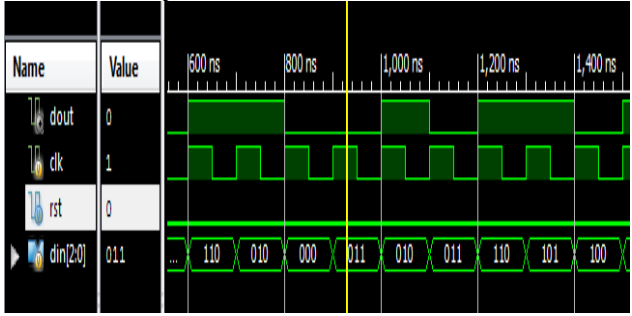 Name Value 600 ns 800 ns 1,000 ns 1,200 ns 1,400 ns
dout 0
clk 1
rst 0
din[2:0] 011 ... 110 010 000 011 010 011 110 101 100